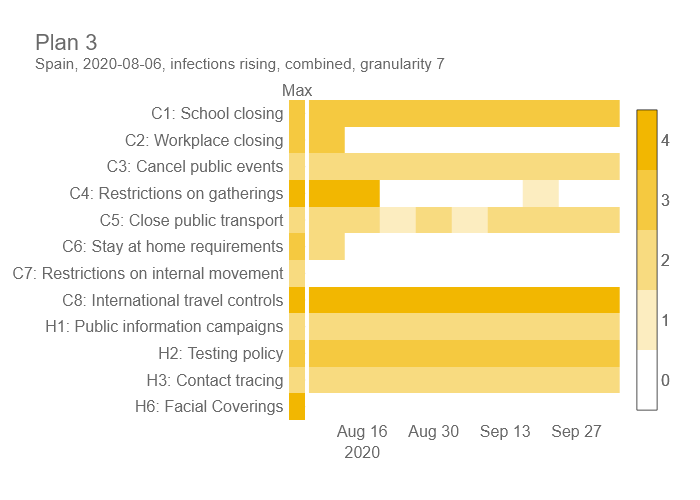 Plan 3
Spain, 2020-08-06, infections rising, combined, granularity 7
Max
C1: School closing
C2: Workplace closing
C3: Cancel public events
C4: Restrictions on gatherings
C5: Close public transport
C6: Stay at home requirements
C7: Restrictions on internal movement
C8: International travel controls
H1: Public information campaigns
H2: Testing policy
H3: Contact tracing
H6: Facial Coverings
Aug 16 Aug 30 Sep 13 Sep 27
2020
4
3
2
1
0